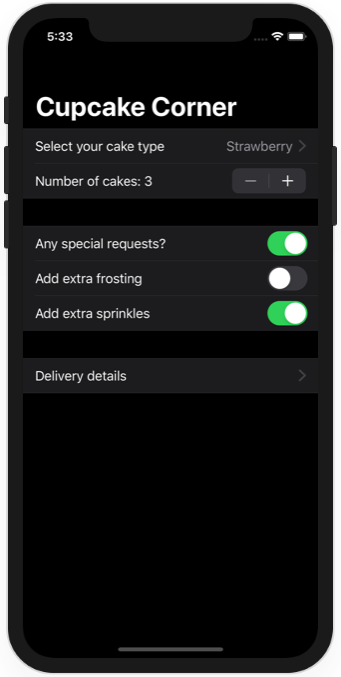 5:33
Cupcake Corner
Select your cake type Strawberry
Number of cakes: 3
Any special requests?
Add extra frosting
Add extra sprinkles
Delivery details